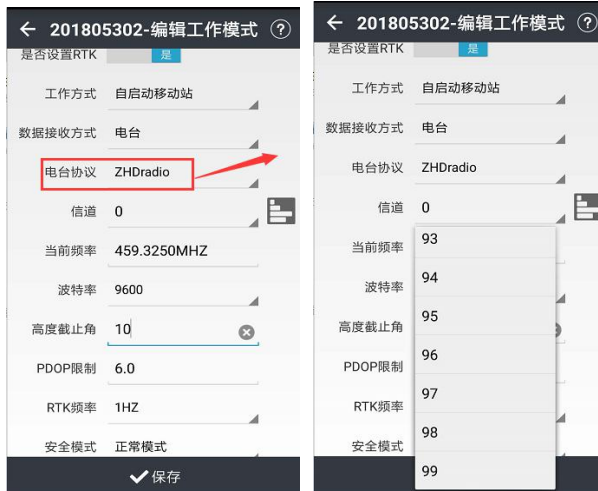 201805302-编辑工作模式 ?
是否设置RTK 是
工作方式 自启动移动站
数据接收方式 电台
电台协议 ZHDradio
信道 0
当前频率 459.3250MHZ
波特率 9600
高度截止角 10
PDOP限制 6.0
RTK频率 1HZ
安全模式 正常模式
保存
201805302-编辑工作模式 ?
是否设置RTK 是
工作方式 自启动移动站
数据接收方式 电台
电台协议 ZHDradio
信道 0
当前频率
波特率
高度截止角
PDOP限制
RTK频率
安全模式
93
94
95
96
97
98
99